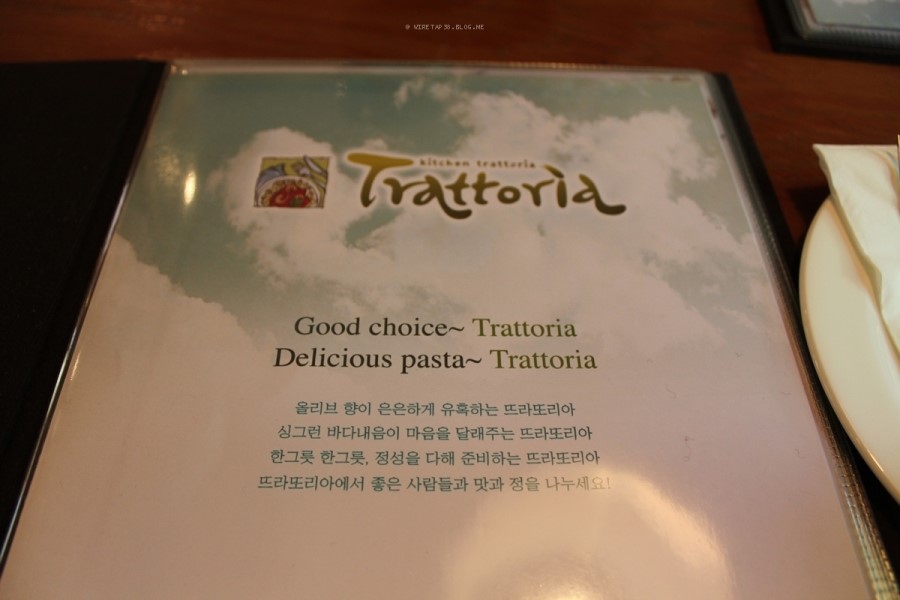 © WIRETAP38.BLOG.ME
kitchen trattoria
Trattoria
Good choice~ Trattoria
Delicious pasta~ Trattoria
올리브 향이 은은하게 유혹하는 뜨라또리아
싱그런 바다내음이 마음을 달래주는 뜨라또리아
한그릇 한그릇, 정성을 다해 준비하는 뜨라또리아
뜨라또리아에서 좋은 사람들과 맛과 정을 나누세요!